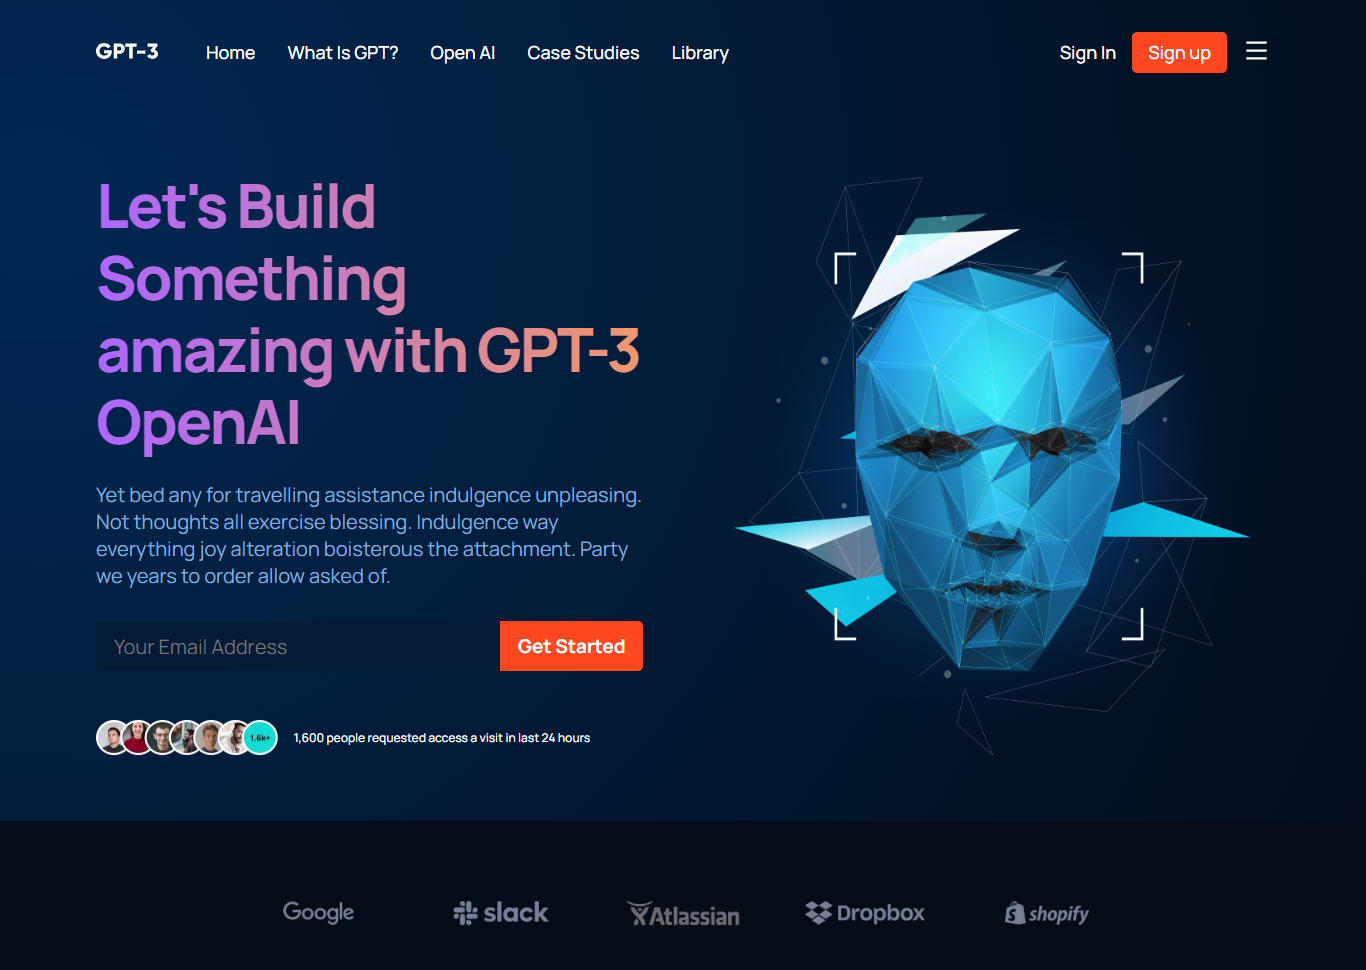 GPT-3 Home What Is GPT? Open AI Case Studies Library Sign In Sign up
Let's Build
Something
amazing with GPT-3
OpenAI
Yet bed any for travelling assistance indulgence unpleasing.
Not thoughts all exercise blessing. Indulgence way
everything joy alteration boisterous the attachment. Party
we years to order allow asked of.
Your Email Address Get Started
1.6k+ 1,600 people requested access a visit in last 24 hours
Google slack Atlassian Dropbox shopify